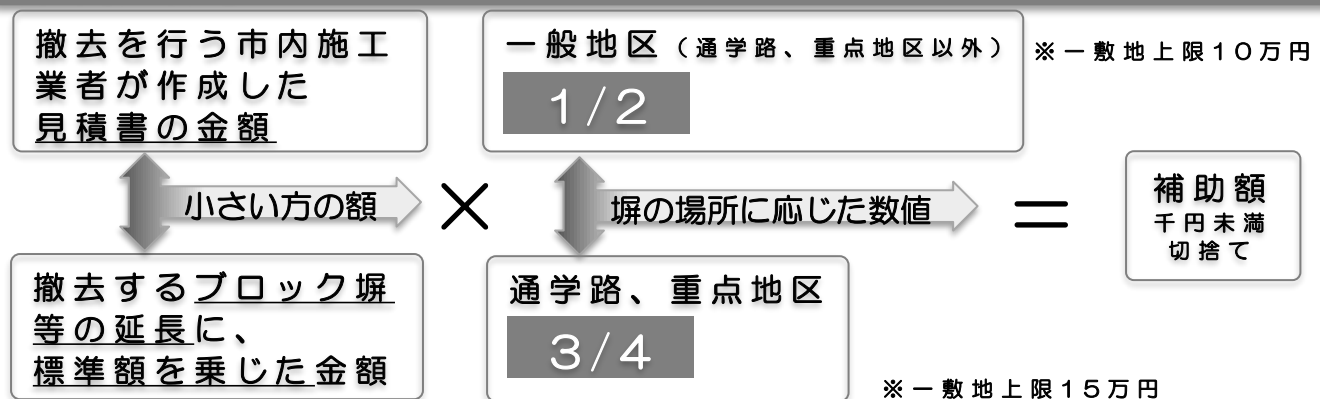 撤去を行う市内施工
業者が作成した
見積書の金額
一般地区（通学路、重点地区以外）
1/2
※一敷地上限10万円
小さい方の額
×
塀の場所に応じた数値
＝
補助額
千円未満
切捨て
撤去するブロック塀
等の延長に、
標準額を乗じた金額
通学路、重点地区
3/4
※一敷地上限15万円